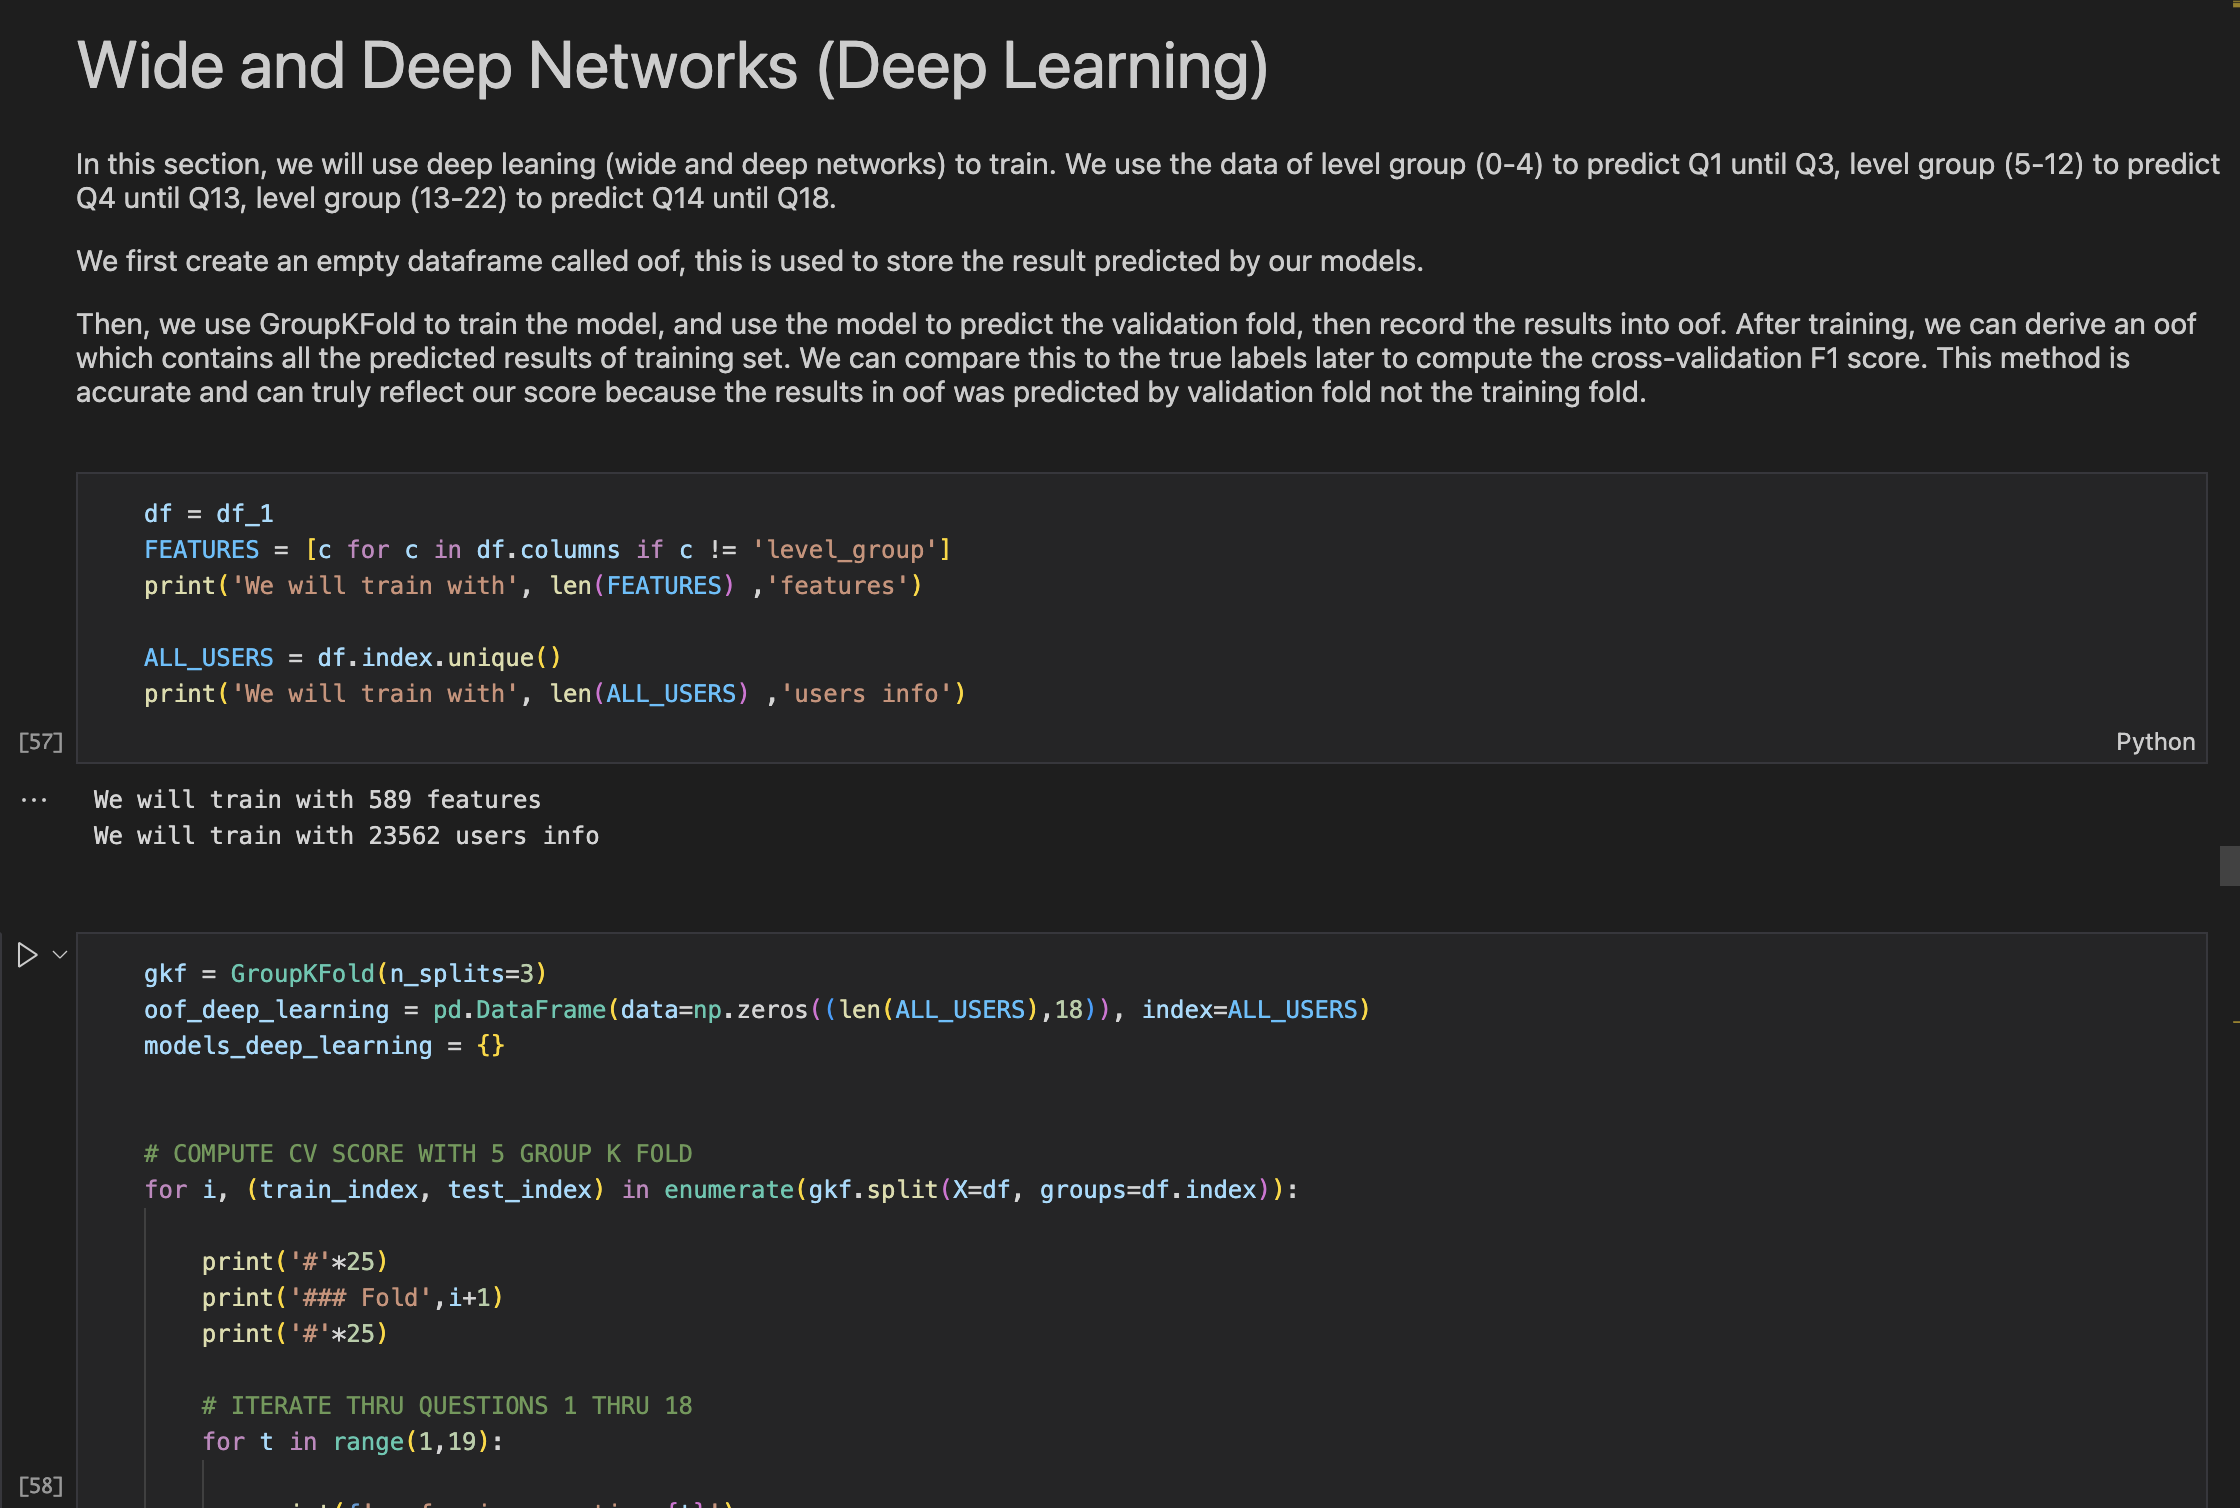 Wide and Deep Networks (Deep Learning)
In this section, we will use deep leaning (wide and deep networks) to train. We use the data of level group (0-4) to predict Q1 until Q3, level group (5-12) to predict
Q4 until Q13, level group (13-22) to predict Q14 until Q18.
We first create an empty dataframe called oof, this is used to store the result predicted by our models.
Then, we use GroupKFold to train the model, and use the model to predict the validation fold, then record the results into oof. After training, we can derive an oof
which contains all the predicted results of training set. We can compare this to the true labels later to compute the cross-validation F1 score. This method is
accurate and can truly reflect our score because the results in oof was predicted by validation fold not the training fold.
df = df_1
FEATURES = [c for c in df.columns if c != 'level_group']
print('We will train with', len(FEATURES) ,'features')
ALL_USERS = df.index.unique()
print('We will train with', len(ALL_USERS) ,'users info')
[57]
Python
We will train with 589 features
We will train with 23562 users info
gkf = GroupKFold(n_splits=3)
oof_deep_learning = pd.DataFrame(data=np.zeros((len(ALL_USERS),18)), index=ALL_USERS)
models_deep_learning = {}
# COMPUTE CV SCORE WITH 5 GROUP K FOLD
for i, (train_index, test_index) in enumerate(gkf.split(X=df, groups=df.index)):
print('#'*25)
print('### Fold',i+1)
print('#'*25)
# ITERATE THRU QUESTIONS 1 THRU 18
for t in range(1,19):
[58]